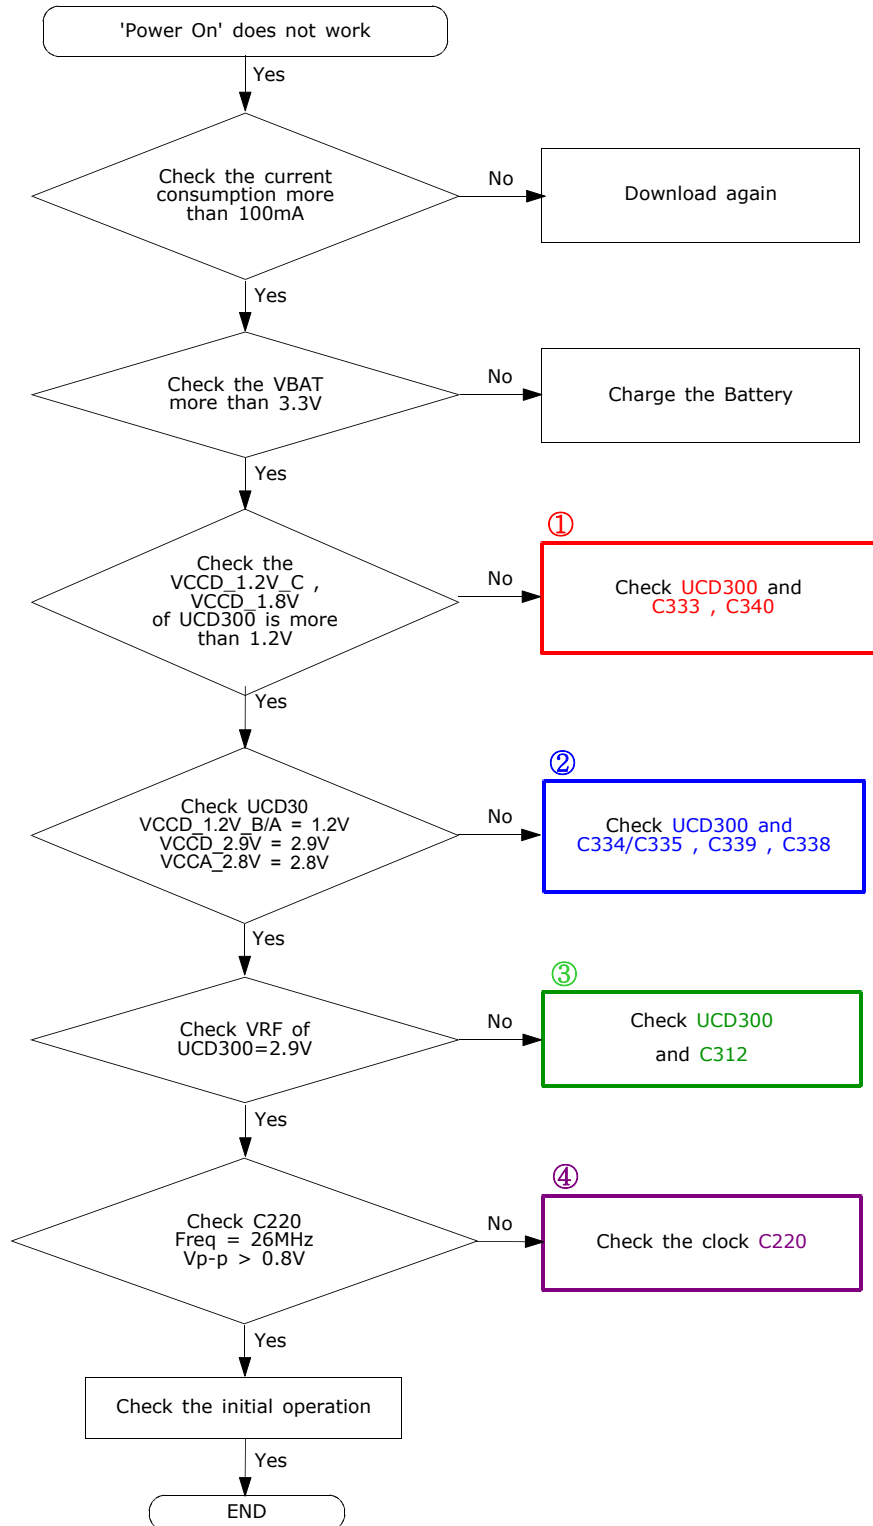 'Power On' does not work
Yes
Check the current
consumption more
than 100mA
No
Download again
Yes
Check the VBAT
more than 3.3V
No
Charge the Battery
Yes
①
Check the
VCCD_1.2V_C ,
VCCD_1.8V
of UCD300 is more
than 1.2V
No
Check UCD300 and
C333 , C340
Yes
②
Check UCD30
VCCD_1.2V_B/A = 1.2V
VCCD_2.9V = 2.9V
VCCA_2.8V = 2.8V
No
Check UCD300 and
C334/C335 , C339 , C338
Yes
③
Check VRF of
UCD300=2.9V
No
Check UCD300
and C312
Yes
④
Check C220
Freq = 26MHz
Vp-p > 0.8V
No
Check the clock C220
Yes
Check the initial operation
Yes
END